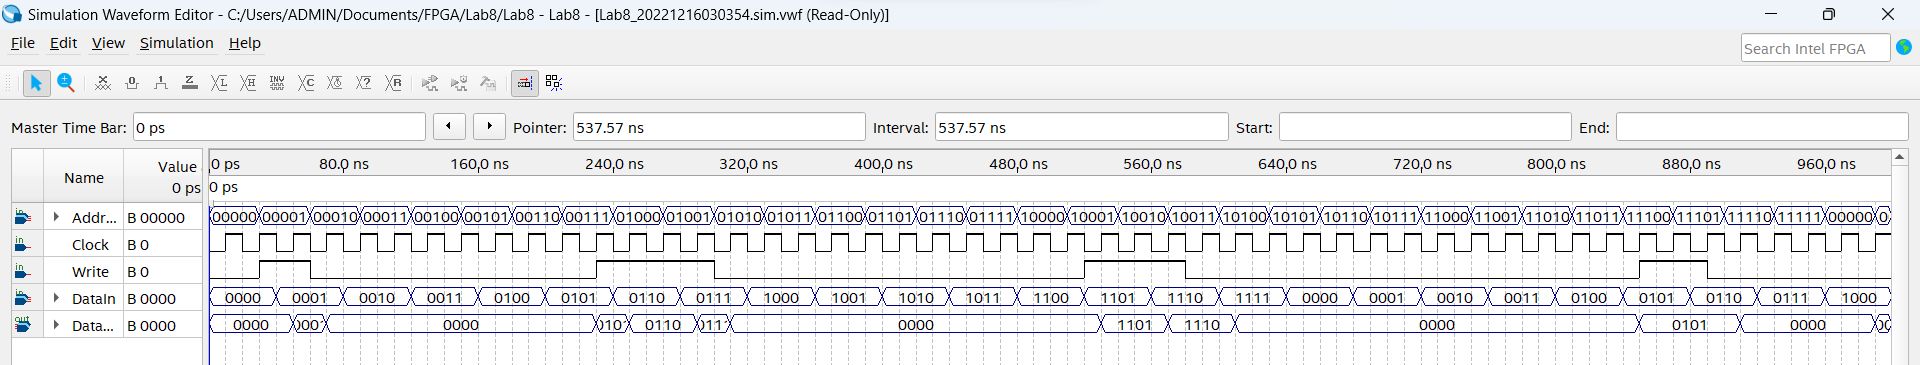 Simulation Waveform Editor - C:/Users/ADMIN/Documents/FPGA/Lab8/Lab8 - Lab8 - [Lab8_20221216030354.sim.vwf (Read-Only)]
File Edit View Simulation Help
Search Intel FPGA
Master Time Bar: 0 ps Pointer: 537.57 ns Interval: 537.57 ns Start: End:
Name Value 0 ps
0 ps 80.0 ns 160.0 ns 240.0 ns 320.0 ns 400.0 ns 480.0 ns 560.0 ns 640.0 ns 720.0 ns 800.0 ns 880.0 ns 960.0 ns
0 ps
Addr... B 00000 00000 00001 00010 00011 00100 00101 00110 00111 01000 01001 01010 01011 01100 01101 01110 01111 10000 10001 10010 10011 10100 10101 10110 10111 11000 11001 11010 11011 11100 11101 11110 11111 00000
Clock B 0
Write B 0
DataIn B 0000 0000 0001 0010 0011 0100 0101 0110 0111 1000 1001 1010 1011 1100 1101 1110 1111 0000 0001 0010 0011 0100 0101 0110 0111 1000
Data... B 0000 0000 0000 0110 0000 1101 1110 0000 0101 0000